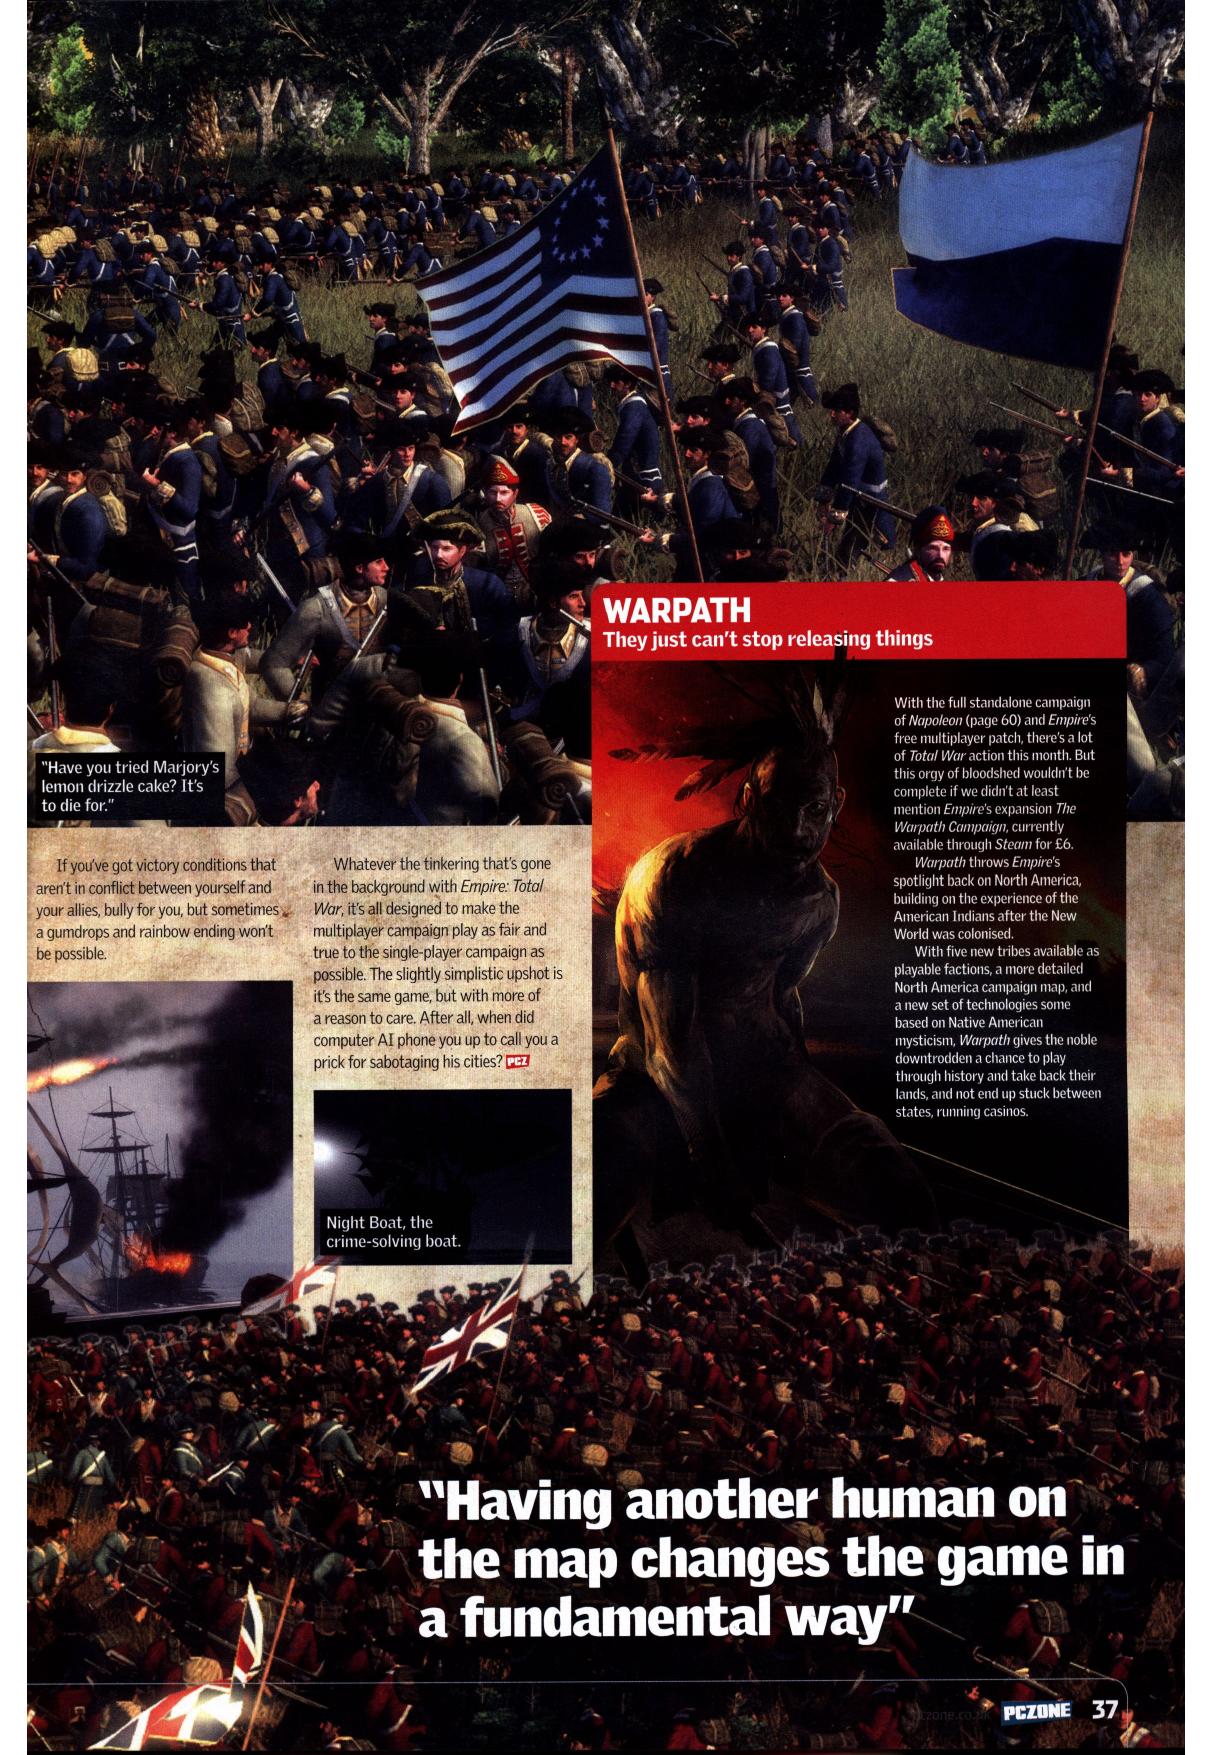 "Have you tried Marjory's
lemon drizzle cake? It's
to die for."
If you've got victory conditions that
aren't in conflict between yourself and
your allies, bully for you, but sometimes
a gumdrops and rainbow ending won't
be possible.
Whatever the tinkering that's gone
in the background with Empire: Total
War, it's all designed to make the
multiplayer campaign play as fair and
true to the single-player campaign as
possible. The slightly simplistic upshot is
it's the same game, but with more of
a reason to care. After all, when did
computer AI phone you up to call you a
prick for sabotaging his cities? PCZ
Night Boat, the
crime-solving boat.
WARPATH
They just can't stop releasing things
With the full standalone campaign
of Napoleon (page 60) and Empire's
free multiplayer patch, there's a lot
of Total War action this month. But
this orgy of bloodshed wouldn't be
complete if we didn't at least
mention Empire's expansion The
Warpath Campaign, currently
available through Steam for £6.
Warpath throws Empire's
spotlight back on North America,
building on the experience of the
American Indians after the New
World was colonised.
With five new tribes available as
playable factions, a more detailed
North America campaign map, and
a new set of technologies some
based on Native American
mysticism, Warpath gives the noble
downtrodden a chance to play
through history and take back their
lands, and not end up stuck between
states, running casinos.
"Having another human on
the map changes the game in
a fundamental way"
pczone.co.uk PCZONE 37